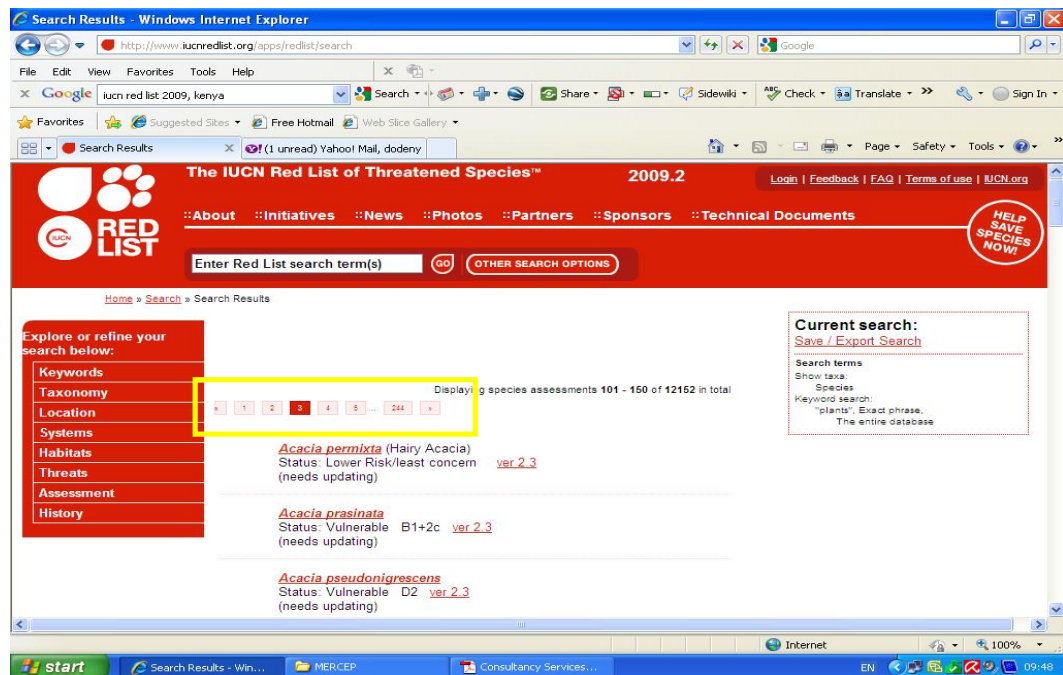 Search Results - Windows Internet Explorer
http://www.iucnredlist.org/apps/redlist/search
Google
File Edit View Favorites Tools Help
x
x Google iucn red list 2009, kenya Search Share Sidewiki Check Translate >> Sign In
Favorites Suggested Sites Free Hotmail Web Slice Gallery
Search Results x (1 unread) Yahoo! Mail, dodeny Page Safety Tools >>
The IUCN Red List of Threatened Species™ 2009.2
Login | Feedback | FAQ | Terms of use | IUCN.org
::About ::Initiatives ::News ::Photos ::Partners ::Sponsors ::Technical Documents
IUCN
RED
LIST
HELP
SAVE
SPECIES
NOW!
Enter Red List search term(s) GO OTHER SEARCH OPTIONS
Home » Search » Search Results
Explore or refine your
search below:
Keywords
Taxonomy
Location
Systems
Habitats
Threats
Assessment
History
Displaying species assessments 101 - 150 of 12152 in total
« 1 2 3 4 5 ... 244 »
Acacia permixta (Hairy Acacia)
Status: Lower Risk/least concern ver 2.3
(needs updating)
Acacia prasinata
Status: Vulnerable B1+2c ver 2.3
(needs updating)
Acacia pseudonigrescens
Status: Vulnerable D2 ver 2.3
(needs updating)
Current search:
Save / Export Search
Search terms
Show taxa:
Species
Keyword search:
"plants", Exact phrase,
The entire database
Internet 100%
start Search Results - Win... MERCEP Consultancy Services... EN 09:48